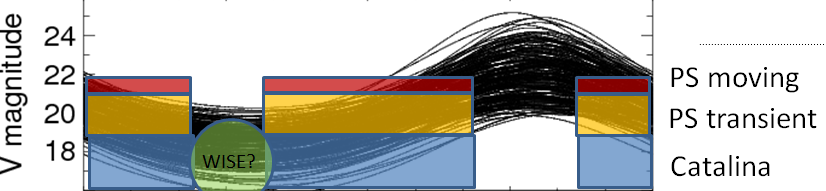 V magnitude
24
22
20
18
WISE?
PS moving
PS transient
Catalina